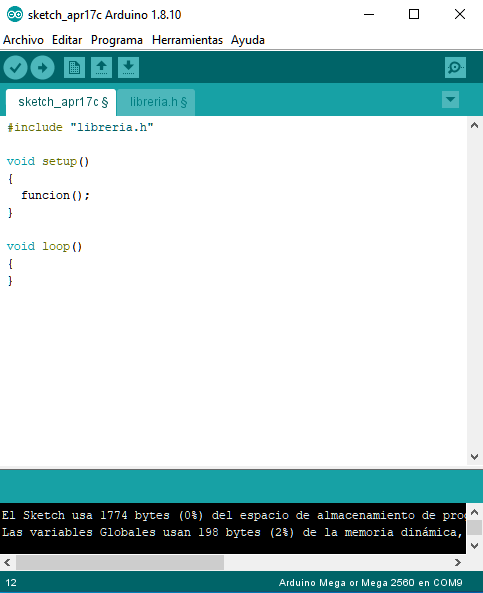 sketch_apr17c Arduino 1.8.10
Archivo Editar Programa Herramientas Ayuda
sketch_apr17c § libreria.h §
#include "libreria.h"
void setup()
{
funcion();
}
void loop()
{
}
El Sketch usa 1774 bytes (0%) del espacio de almacenamiento de
Las variables Globales usan 198 bytes (2%) de la memoria dinámica,
12 Arduino Mega or Mega 2560 en COM9